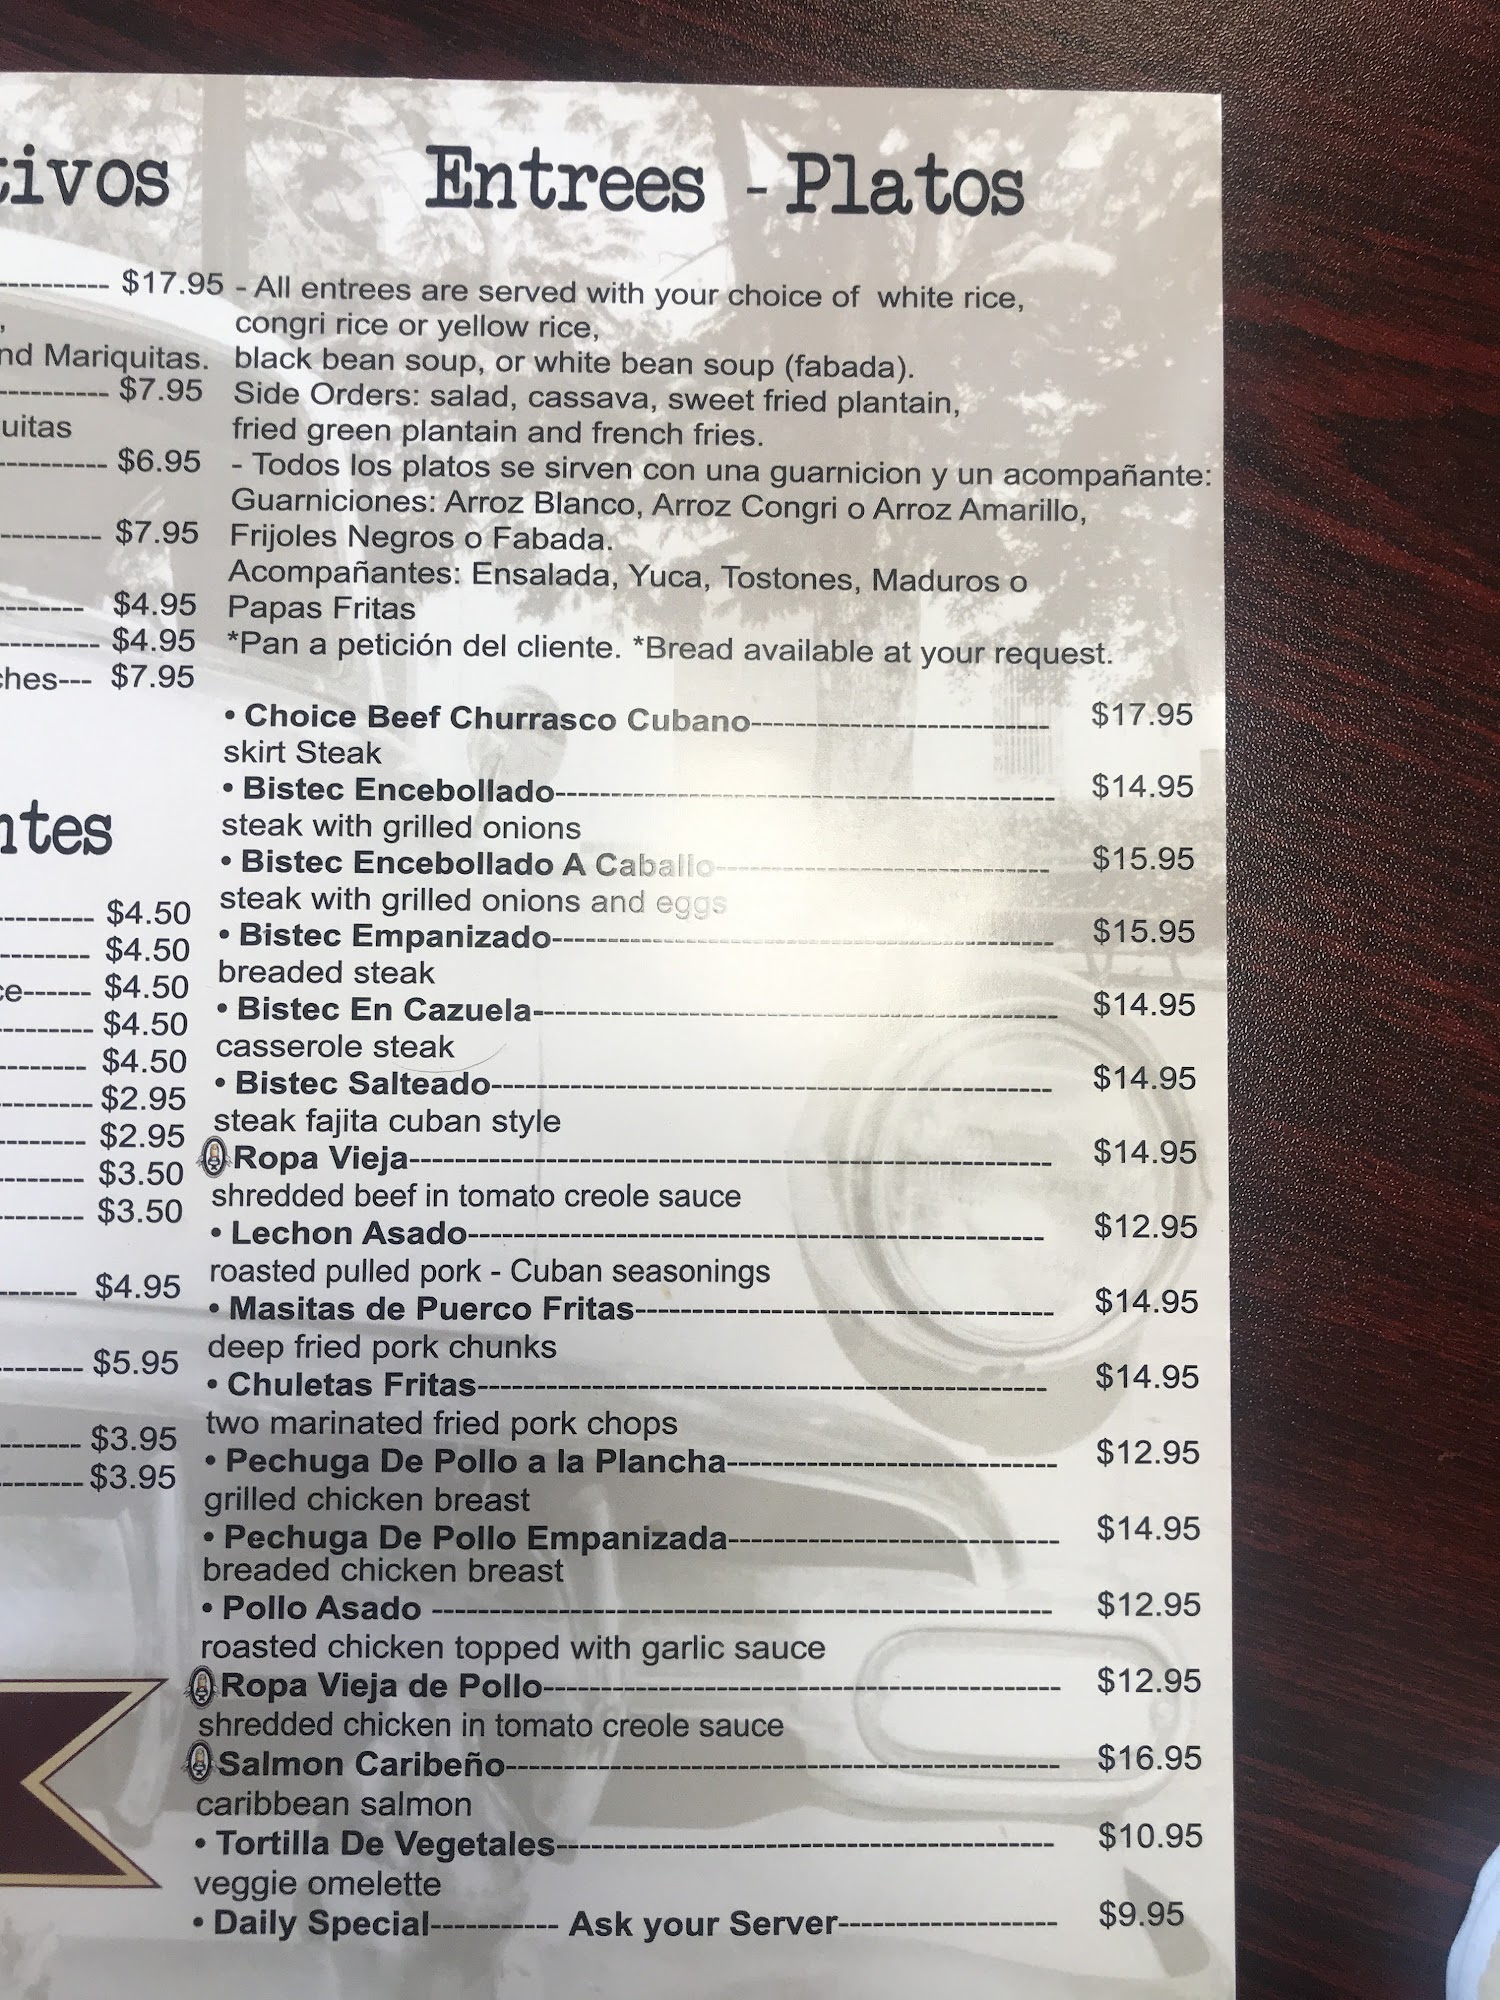 tivos
$17.95
,
nd Mariquitas.
$7.95
uitas
$6.95
$7.95
$4.95
$4.95
ches--- $7.95
ntes
$4.50
$4.50
ce------ $4.50
$4.50
$4.50
$2.95
$2.95
$3.50
$3.50
$4.95
$5.95
$3.95
$3.95
Entrees - Platos
- All entrees are served with your choice of white rice,
congri rice or yellow rice,
black bean soup, or white bean soup (fabada).
Side Orders: salad, cassava, sweet fried plantain,
fried green plantain and french fries.
- Todos los platos se sirven con una guarnicion y un acompañante:
Guarniciones: Arroz Blanco, Arroz Congri o Arroz Amarillo,
Frijoles Negros o Fabada.
Acompañantes: Ensalada, Yuca, Tostones, Maduros o
Papas Fritas
*Pan a petición del cliente. *Bread available at your request.
• Choice Beef Churrasco Cubano------------------------------ $17.95
skirt Steak
• Bistec Encebollado------------------------------ $14.95
steak with grilled onions
• Bistec Encebollado A Caballo------------------------------ $15.95
steak with grilled onions and eggs
• Bistec Empanizado------------------------------ $15.95
breaded steak
• Bistec En Cazuela------------------------------ $14.95
casserole steak
• Bistec Salteado------------------------------ $14.95
steak fajita cuban style
Ropa Vieja------------------------------ $14.95
shredded beef in tomato creole sauce
• Lechon Asado------------------------------ $12.95
roasted pulled pork - Cuban seasonings
• Masitas de Puerco Fritas------------------------------ $14.95
deep fried pork chunks
• Chuletas Fritas------------------------------ $14.95
two marinated fried pork chops
• Pechuga De Pollo a la Plancha------------------------------ $12.95
grilled chicken breast
• Pechuga De Pollo Empanizada------------------------------ $14.95
breaded chicken breast
• Pollo Asado ------------------------------ $12.95
roasted chicken topped with garlic sauce
Ropa Vieja de Pollo------------------------------ $12.95
shredded chicken in tomato creole sauce
Salmon Caribeño------------------------------ $16.95
caribbean salmon
• Tortilla De Vegetales------------------------------ $10.95
veggie omelette
• Daily Special----------- Ask your Server------------------- $9.95